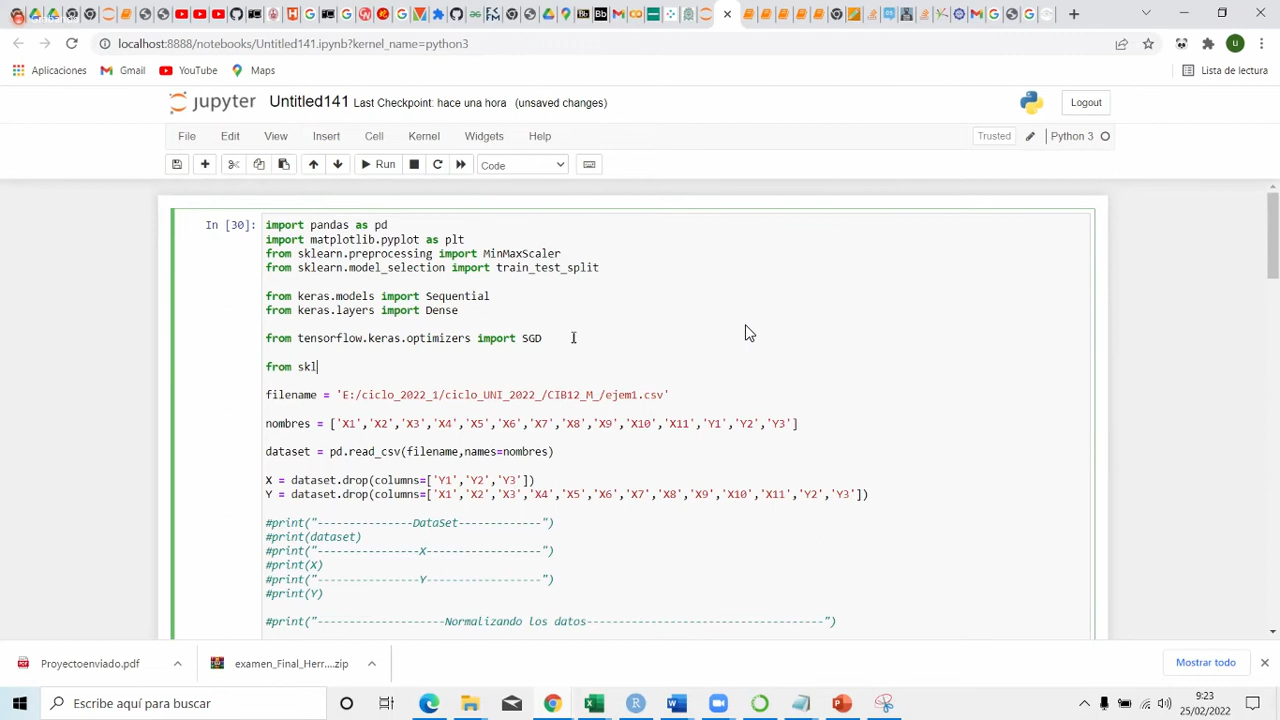 localhost:8888/notebooks/Untitled141.ipynb?kernel_name=python3
Aplicaciones Gmail YouTube Maps Lista de lectura
jupyter Untitled141 Last Checkpoint: hace una hora (unsaved changes) Logout
File Edit View Insert Cell Kernel Widgets Help Trusted Python 3
Run Code
In [30]:
import pandas as pd
import matplotlib.pyplot as plt
from sklearn.preprocessing import MinMaxScaler
from sklearn.model_selection import train_test_split
from keras.models import Sequential
from keras.layers import Dense
from tensorflow.keras.optimizers import SGD
from skl
filename = 'E:/ciclo_2022_1/ciclo_UNI_2022_/CIB12_M_/ejem1.csv'
nombres = ['X1','X2','X3','X4','X5','X6','X7','X8','X9','X10','X11','Y1','Y2','Y3']
dataset = pd.read_csv(filename,names=nombres)
X = dataset.drop(columns=['Y1','Y2','Y3'])
Y = dataset.drop(columns=['X1','X2','X3','X4','X5','X6','X7','X8','X9','X10','X11','Y2','Y3'])
#print("---------------DataSet-------------")
#print(dataset)
#print("----------------X------------------")
#print(X)
#print("----------------Y------------------")
#print(Y)
#print("--------------------Normalizando los datos-------------------------------------")
Proyectoenviado.pdf examen_Final_Herr....zip Mostrar todo
Escribe aquí para buscar
9:23
25/02/2022